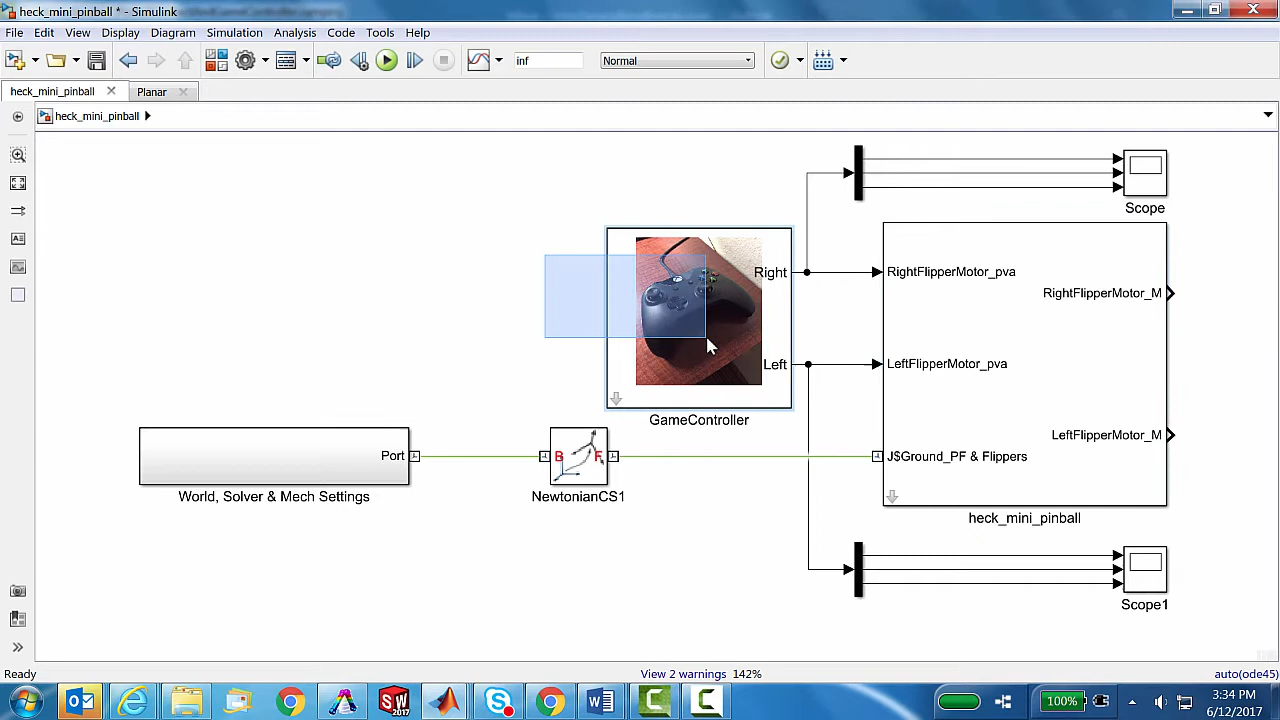 heck_mini_pinball * - Simulink
File Edit View Display Diagram Simulation Analysis Code Tools Help
inf Normal
heck_mini_pinball Planar
heck_mini_pinball
Scope
Right
RightFlipperMotor_pva
RightFlipperMotor_M
Left
LeftFlipperMotor_pva
GameController
LeftFlipperMotor_M
Port
B F
J$Ground_PF & Flippers
World, Solver & Mech Settings
NewtonianCS1
heck_mini_pinball
Scope1
Ready View 2 warnings 142% auto(ode45)
SW 2017 100% 3:34 PM
6/12/2017